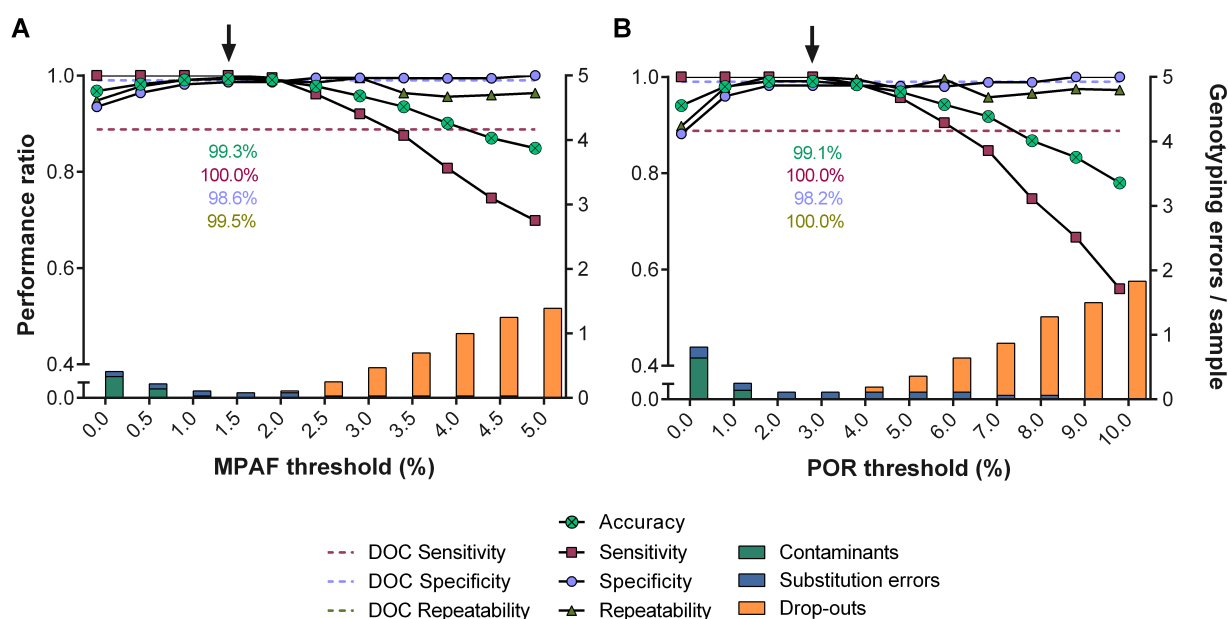 A
B
1.0
0.8
0.6
0.4
0.0
Performance ratio
5
4
3
2
1
0
99.3%
100.0%
98.6%
99.5%
0.0 0.5 1.0 1.5 2.0 2.5 3.0 3.5 4.0 4.5 5.0
MPAF threshold (%)
1.0
0.8
0.6
0.4
0.0
5
4
3
2
1
0
Genotyping errors / sample
99.1%
100.0%
98.2%
100.0%
0.0 1.0 2.0 3.0 4.0 5.0 6.0 7.0 8.0 9.0 10.0
POR threshold (%)
Accuracy
DOC Sensitivity Sensitivity Contaminants
DOC Specificity Specificity Substitution errors
DOC Repeatability Repeatability Drop-outs